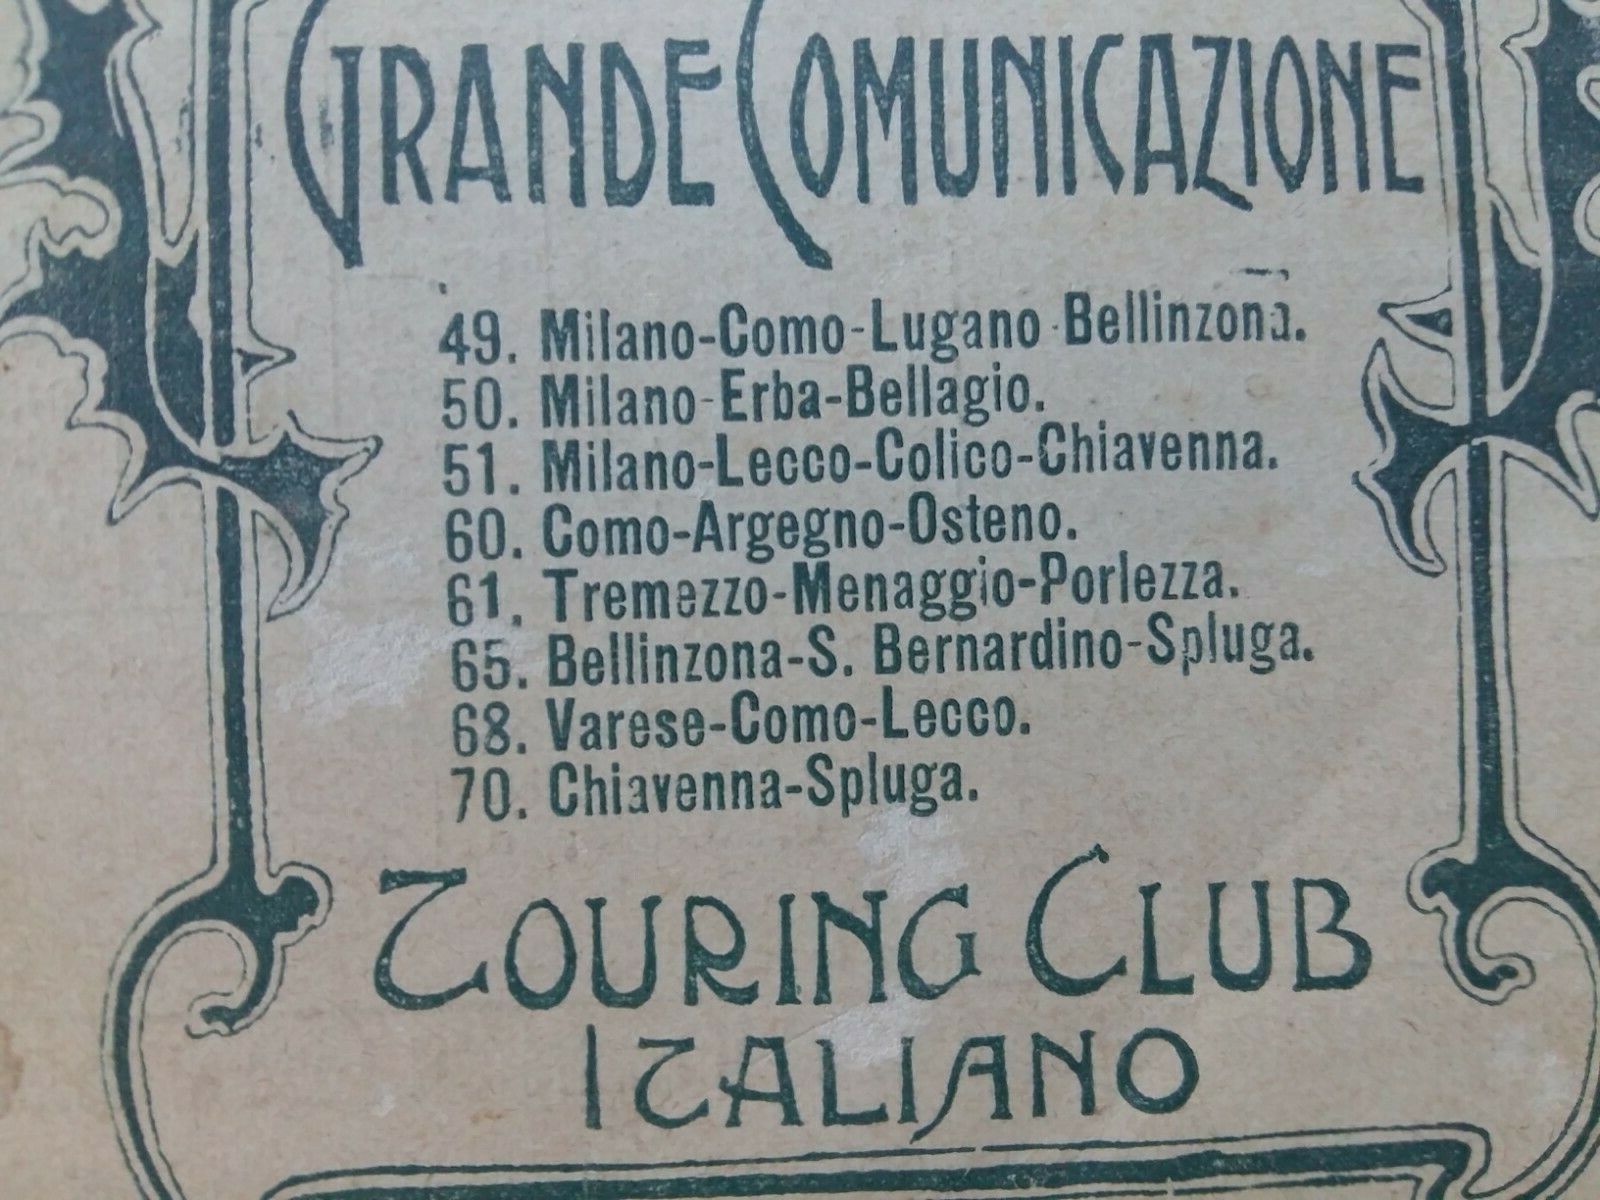 GRANDE COMUNICAZIONE
49. Milano-Como-Lugano-Bellinzona.
50. Milano-Erba-Bellagio.
51. Milano-Lecco-Colico-Chiavenna.
60. Como-Argegno-Osteno.
61. Tremezzo-Menaggio-Porlezza.
65. Bellinzona-S. Bernardino-Spluga.
68. Varese-Como-Lecco.
70. Chiavenna-Spluga.
TOURING CLUB
ITALIANO